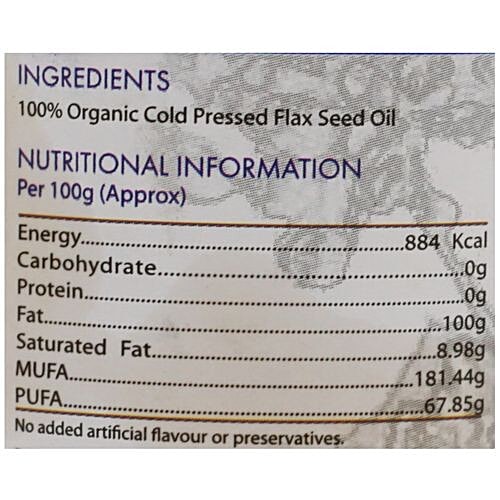 INGREDIENTS
100% Organic Cold Pressed Flax Seed Oil
NUTRITIONAL INFORMATION
Per 100g (Approx)
Energy..................................................884 Kcal
Carbohydrate..................................................0g
Protein..................................................0g
Fat..................................................100g
Saturated Fat..................................................8.98g
MUFA..................................................181.44g
PUFA..................................................67.85g
No added artificial flavour or preservatives.